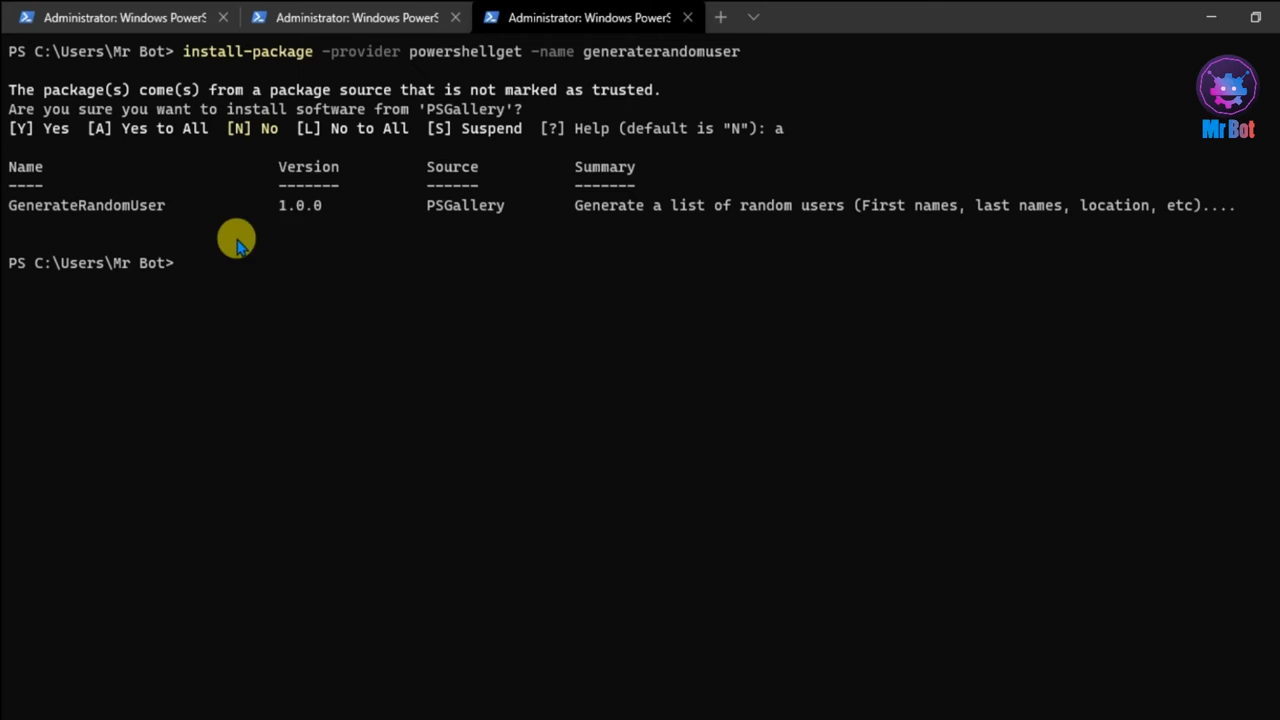 Administrator: Windows PowerS
Administrator: Windows PowerS
Administrator: Windows PowerS
PS C:\Users\Mr Bot> install-package -provider powershellget -name generaterandomuser
The package(s) come(s) from a package source that is not marked as trusted.
Are you sure you want to install software from 'PSGallery'?
[Y] Yes [A] Yes to All [N] No [L] No to All [S] Suspend [?] Help (default is "N"): a
Mr Bot
Name Version Source Summary
---- ------- ------ -------
GenerateRandomUser 1.0.0 PSGallery Generate a list of random users (First names, last names, location, etc)....
PS C:\Users\Mr Bot>